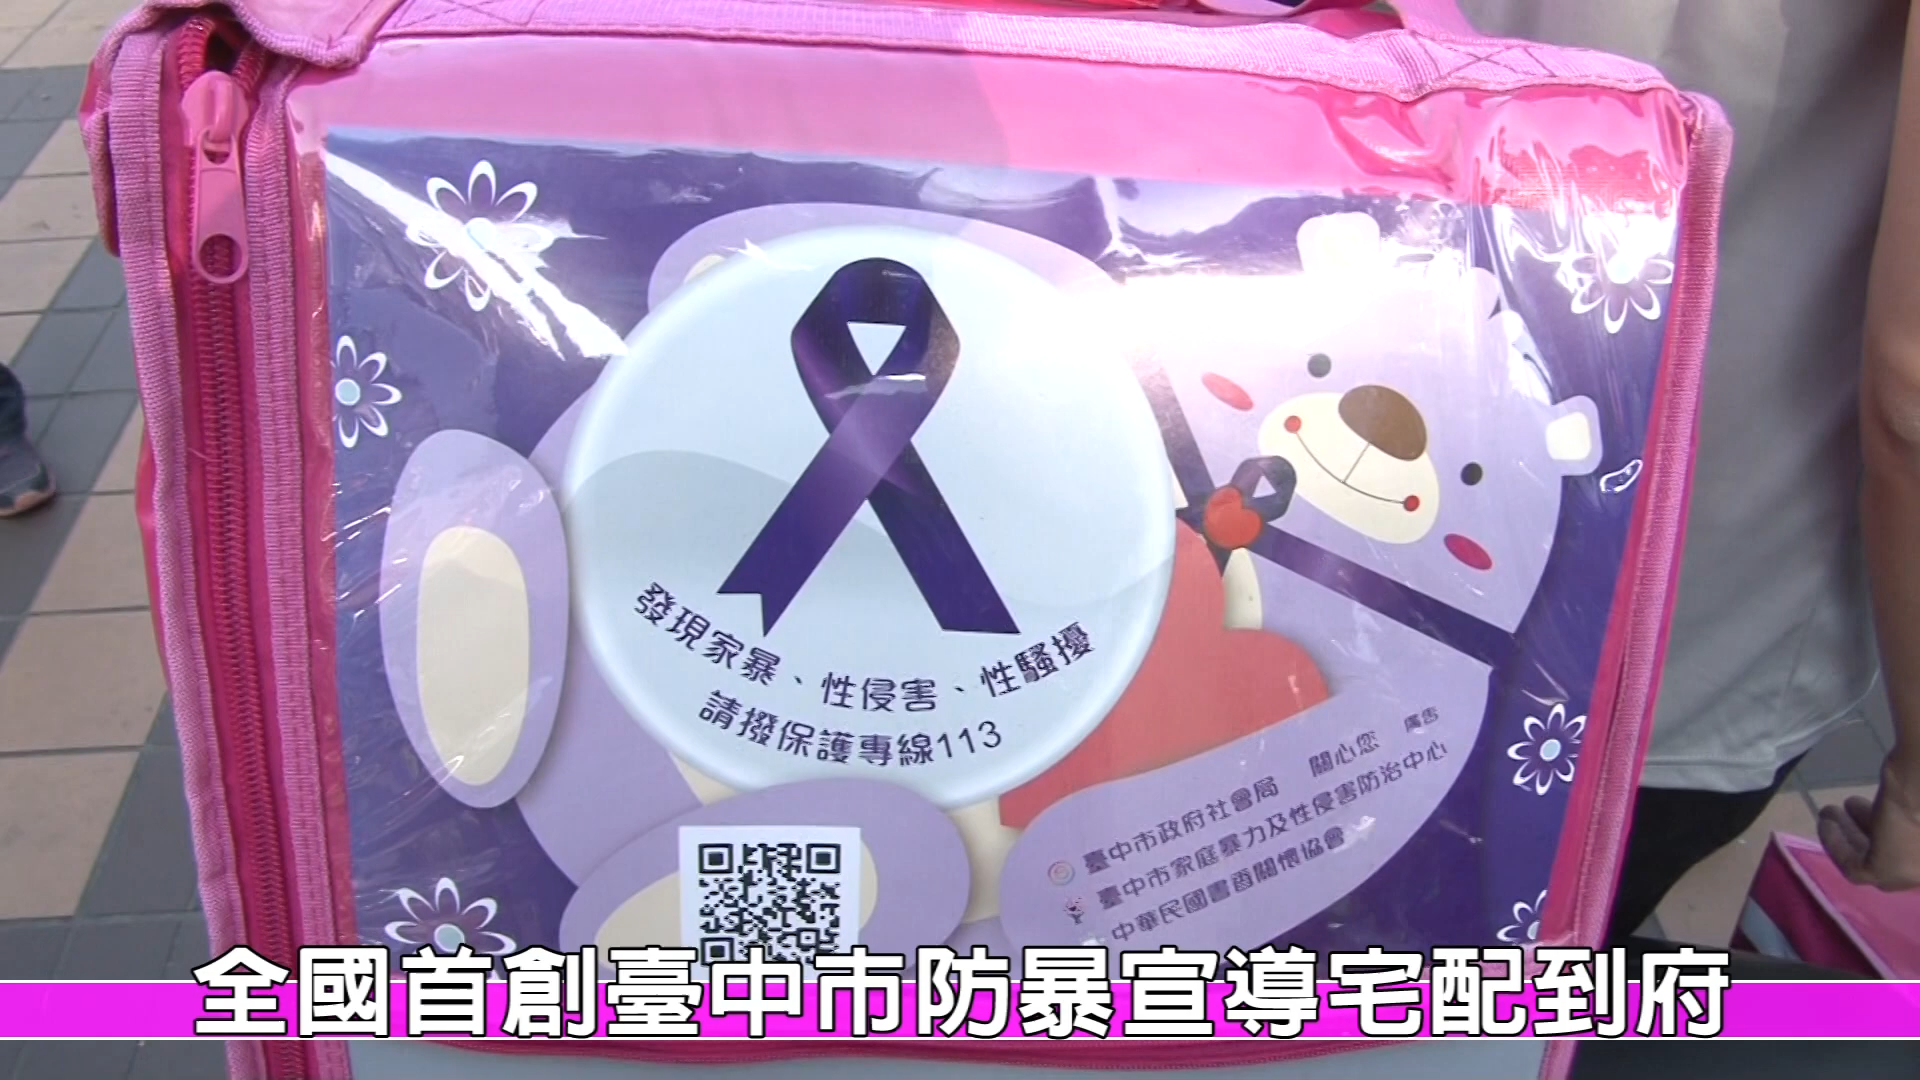 發現家暴、性侵害、性騷擾
請撥保護專線113
臺中市政府社會局 關心您 廣告
臺中市家庭暴力及性侵害防治中心
中華民國書香關懷協會
全國首創臺中市防暴宣導宅配到府